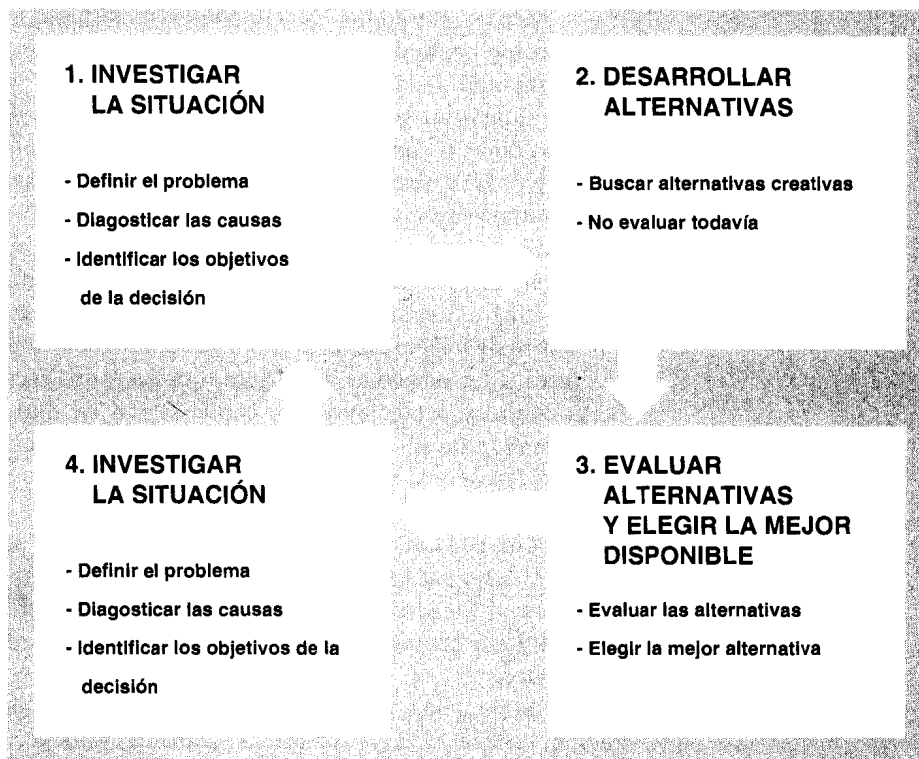 1. INVESTIGAR
LA SITUACIÓN
- Definir el problema
- Diagosticar las causas
- Identificar los objetivos
de la decisión
2. DESARROLLAR
ALTERNATIVAS
- Buscar alternativas creativas
- No evaluar todavía
4. INVESTIGAR
LA SITUACIÓN
- Definir el problema
- Diagosticar las causas
- Identificar los objetivos de la
decisión
3. EVALUAR
ALTERNATIVAS
Y ELEGIR LA MEJOR
DISPONIBLE
- Evaluar las alternativas
- Elegir la mejor alternativa